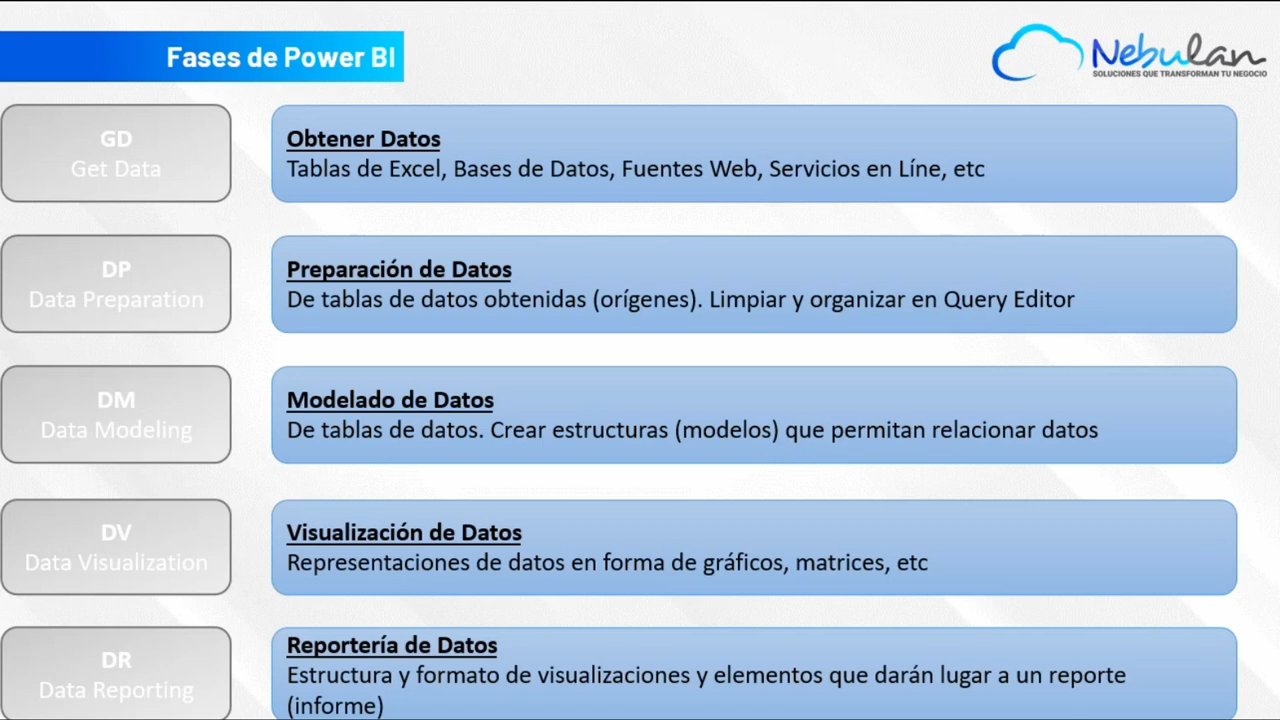 Fases de Power BI
Nebulan
SOLUCIONES QUE TRANSFORMAN TU NEGOCIO
GD
Get Data
Obtener Datos
Tablas de Excel, Bases de Datos, Fuentes Web, Servicios en Líne, etc
DP
Data Preparation
Preparación de Datos
De tablas de datos obtenidas (orígenes). Limpiar y organizar en Query Editor
DM
Data Modeling
Modelado de Datos
De tablas de datos. Crear estructuras (modelos) que permitan relacionar datos
DV
Data Visualization
Visualización de Datos
Representaciones de datos en forma de gráficos, matrices, etc
DR
Data Reporting
Reportería de Datos
Estructura y formato de visualizaciones y elementos que darán lugar a un reporte
(informe)